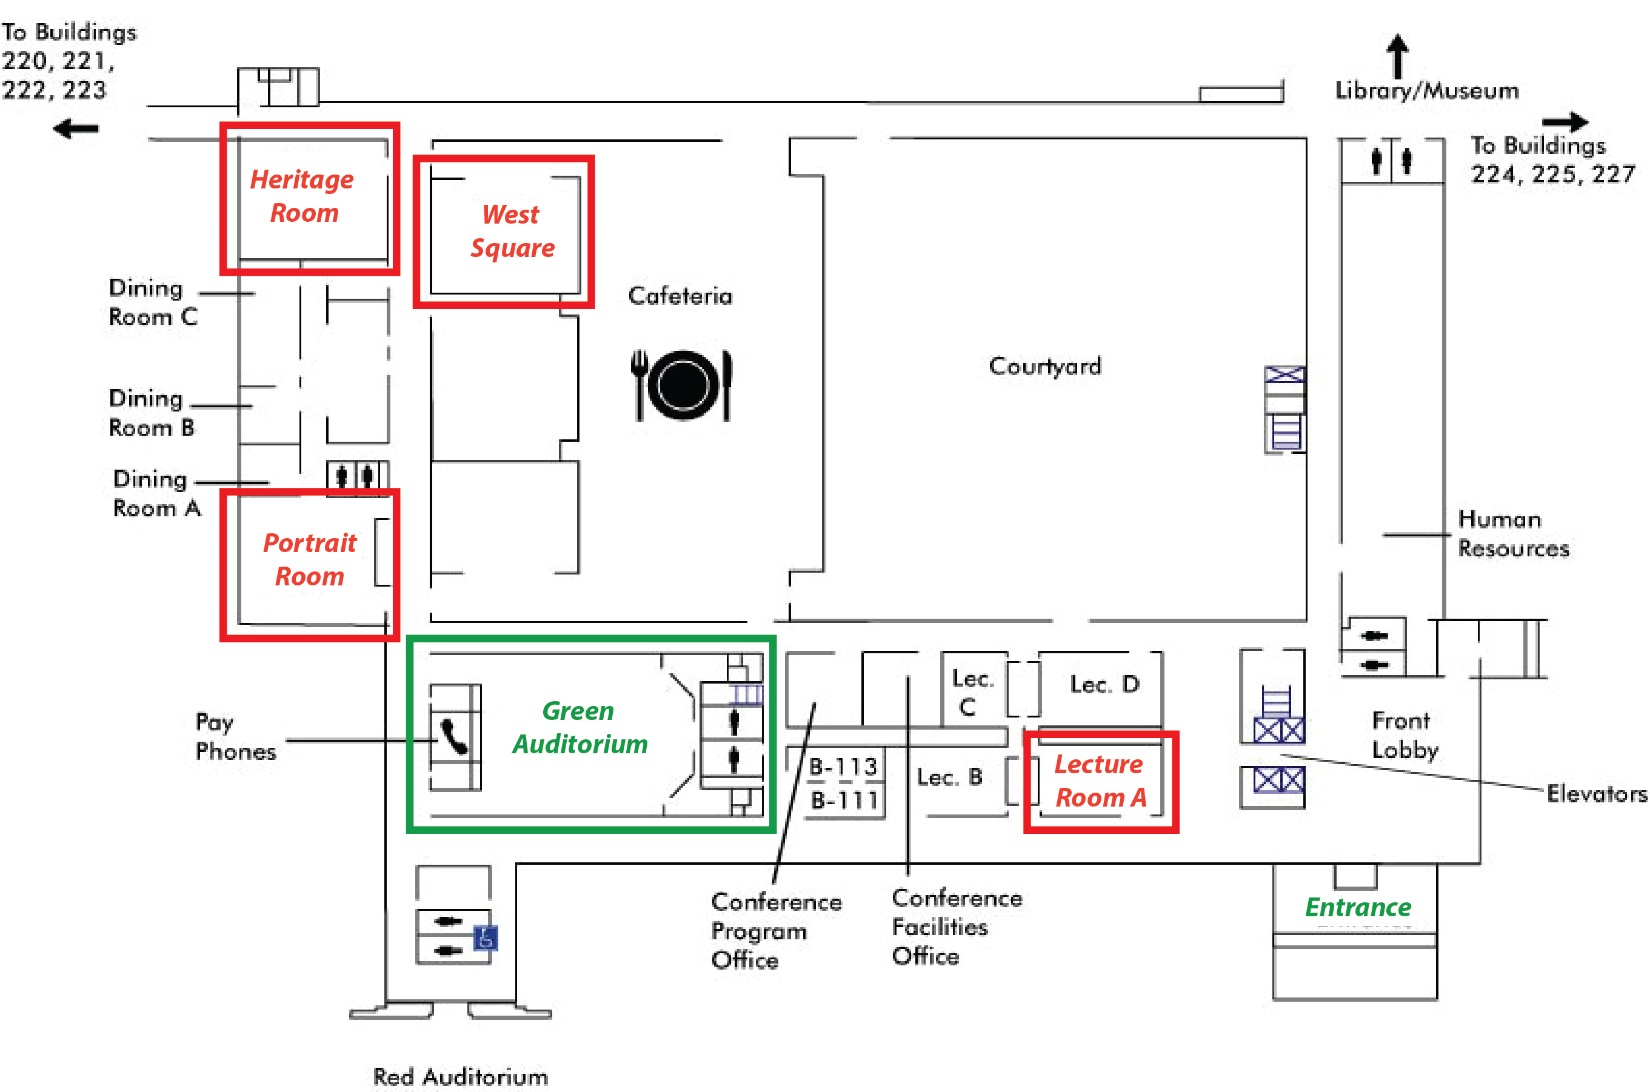 To Buildings
220, 221,
222, 223
Library/Museum
To Buildings
224, 225, 227
Heritage
Room
West
Square
Dining
Room C
Cafeteria
Courtyard
Dining
Room B
Dining
Room A
Portrait
Room
Human
Resources
Pay
Phones
Green
Auditorium
Lec.
C
Lec. D
B-113
B-111
Lec. B
Lecture
Room A
Front
Lobby
Elevators
Conference
Program
Office
Conference
Facilities
Office
Entrance
Red Auditorium